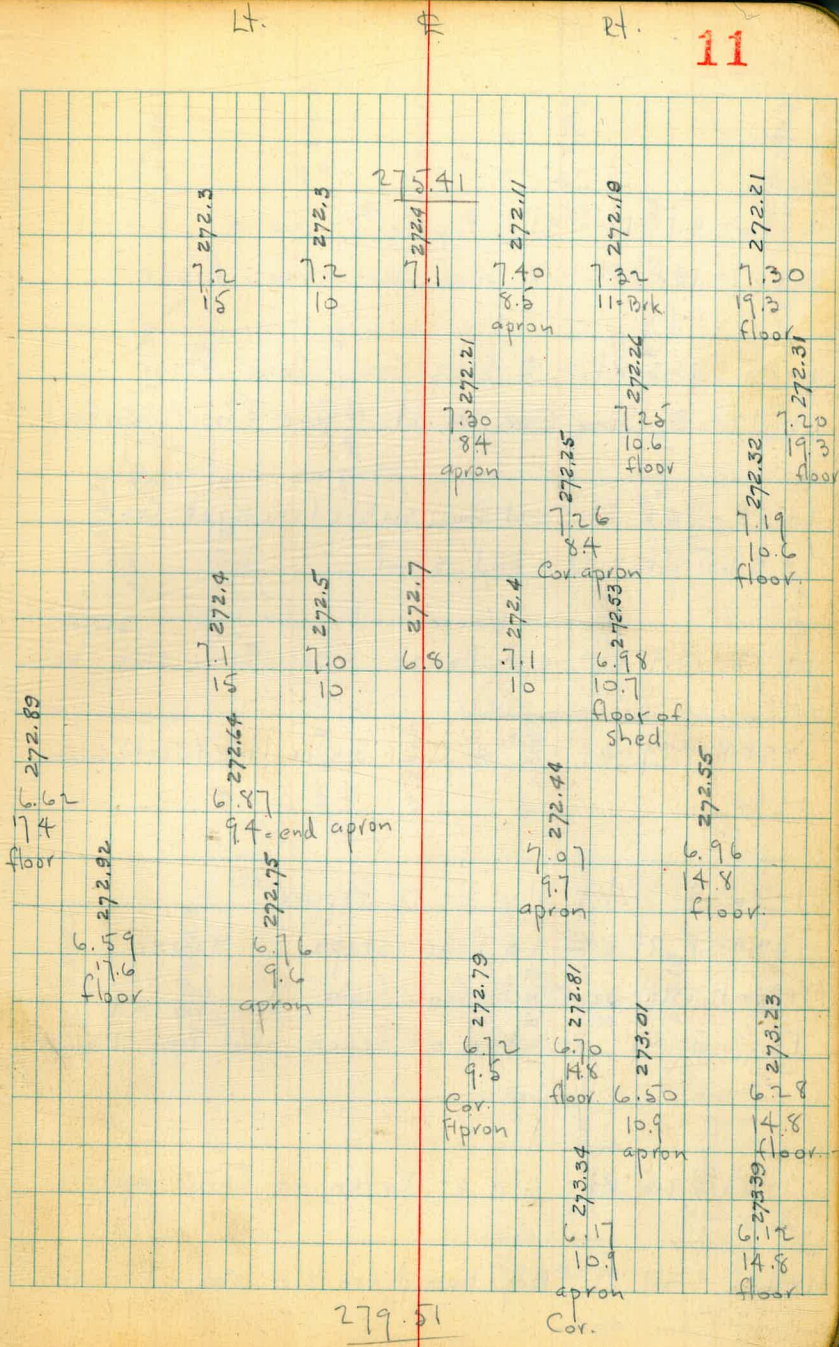 Lt. ⅊ Rt. 11
275.41
272.3 272.3 272.4 272.11 272.19 272.21
7.2 7.2 7.1 7.40 7.32 7.30
15 10 8.5 11=Brk 19.3
apron floor
272.21 272.26 272.31
7.30 7.25 7.20
8.4 10.6 19.3
apron floor floor
272.25 272.32
7.26 7.19
8.4 10.6
Cor. apron floor
272.4 272.5 272.7 272.4 272.53
7.1 7.0 6.8 7.1 6.98
15 10 10 10.7
floor of
shed
272.89 272.64
6.62 6.87
17.4 9.4=end apron
floor
272.44 272.55
7.07 6.96
9.7 14.8
apron floor
272.92 272.75
6.59 6.76
17.6 9.6
floor apron
272.79 272.81
6.72 6.70
9.5 14.8
Cor. floor
Apron
273.01 273.23
6.50 6.28
10.9 14.8
apron floor
273.34 273.39
6.17 6.12
10.9 14.8
apron floor
Cor.
279.51